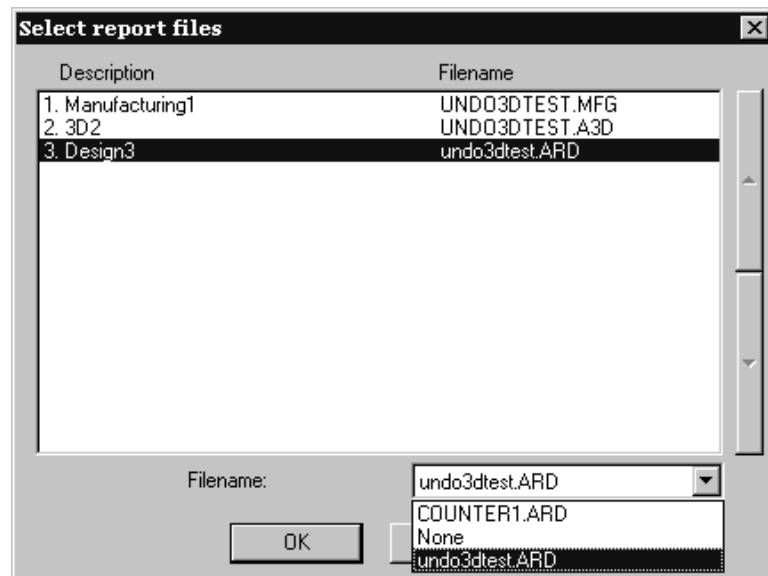 Select report files
Description Filename
1. Manufacturing1 UNDO3DTEST.MFG
2. 3D2 UNDO3DTEST.A3D
3. Design3 undo3dtest.ARD
Filename: undo3dtest.ARD
COUNTER1.ARD
OK None
undo3dtest.ARD